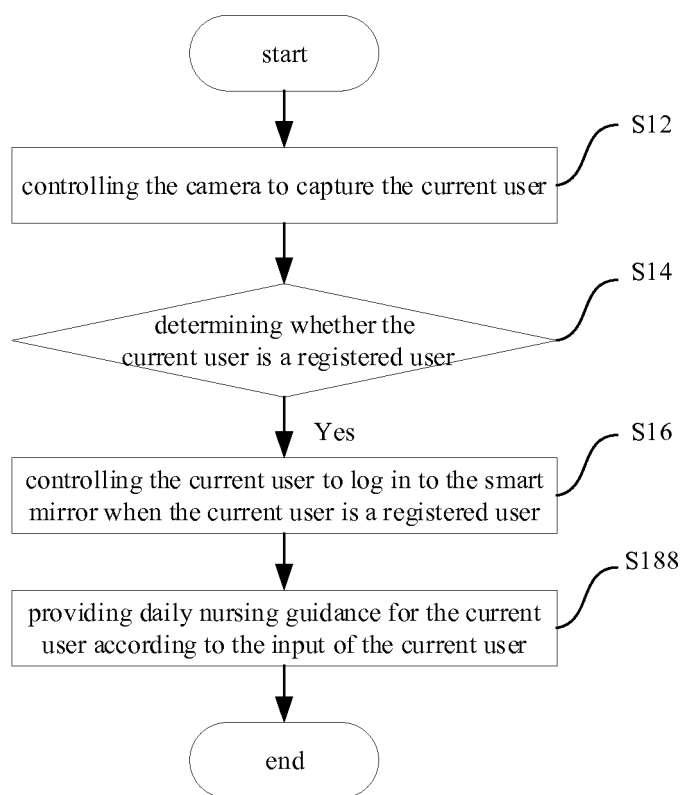 start
S12
controlling the camera to capture the current user
S14
determining whether the
current user is a registered user
Yes
S16
controlling the current user to log in to the smart
mirror when the current user is a registered user
S188
providing daily nursing guidance for the current
user according to the input of the current user
end